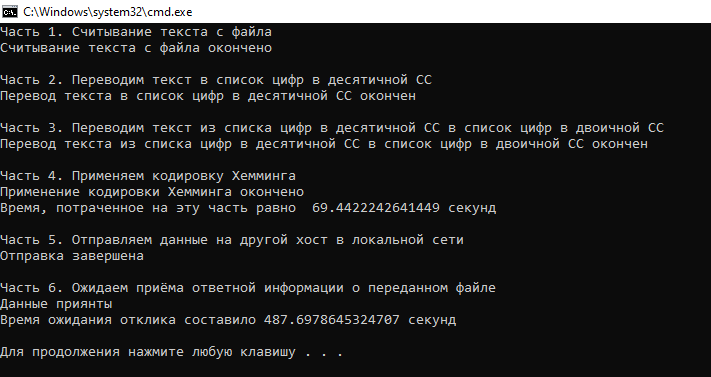 C:\Windows\system32\cmd.exe
Часть 1. Считывание текста с файла
Считывание текста с файла окончено
Часть 2. Переводим текст в список цифр в десятичной СС
Перевод текста в список цифр в десятичной СС окончен
Часть 3. Переводим текст из списка цифр в десятичной СС в список цифр в двоичной СС
Перевод текста из списка цифр в десятичной СС в список цифр в двоичной СС окончен
Часть 4. Применяем кодировку Хемминга
Применение кодировки Хемминга окончено
Время, потраченное на эту часть равно  69.4422242641449 секунд
Часть 5. Отправляем данные на другой хост в локальной сети
Отправка завершена
Часть 6. Ожидаем приёма ответной информации о переданном файле
Данные приянты
Время ожидания отклика составило 487.6978645324707 секунд
Для продолжения нажмите любую клавишу . . .